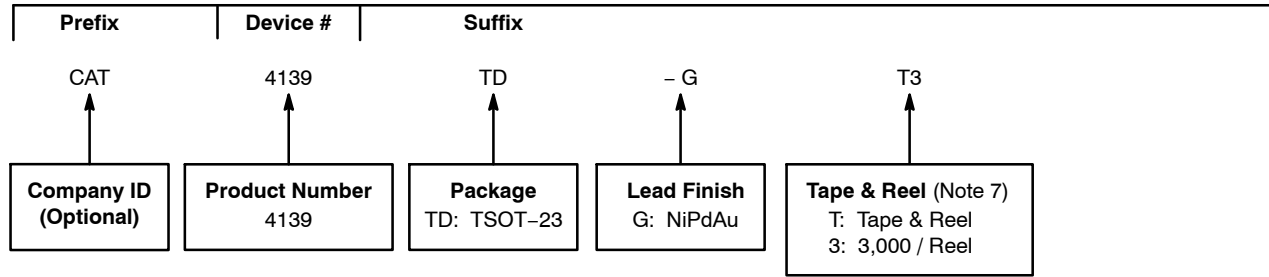 Prefix Device # Suffix
CAT 4139 TD – G T3
Company ID
(Optional)
Product Number
4139
Package
TD: TSOT−23
Lead Finish
G: NiPdAu
Tape & Reel (Note 7)
T: Tape & Reel
3: 3,000 / Reel